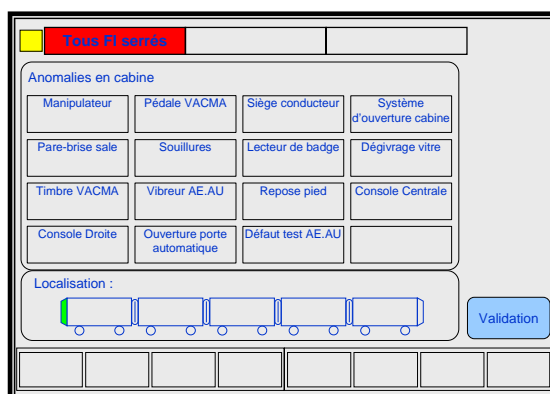 Tous FI serrés
Anomalies en cabine
Manipulateur
Pédale VACMA
Siège conducteur
Système
d'ouverture cabine
Pare-brise sale
Souillures
Lecteur de badge
Dégivrage vitre
Timbre VACMA
Vibreur AE.AU
Repose pied
Console Centrale
Console Droite
Ouverture porte
automatique
Défaut test AE.AU
Localisation :
Validation